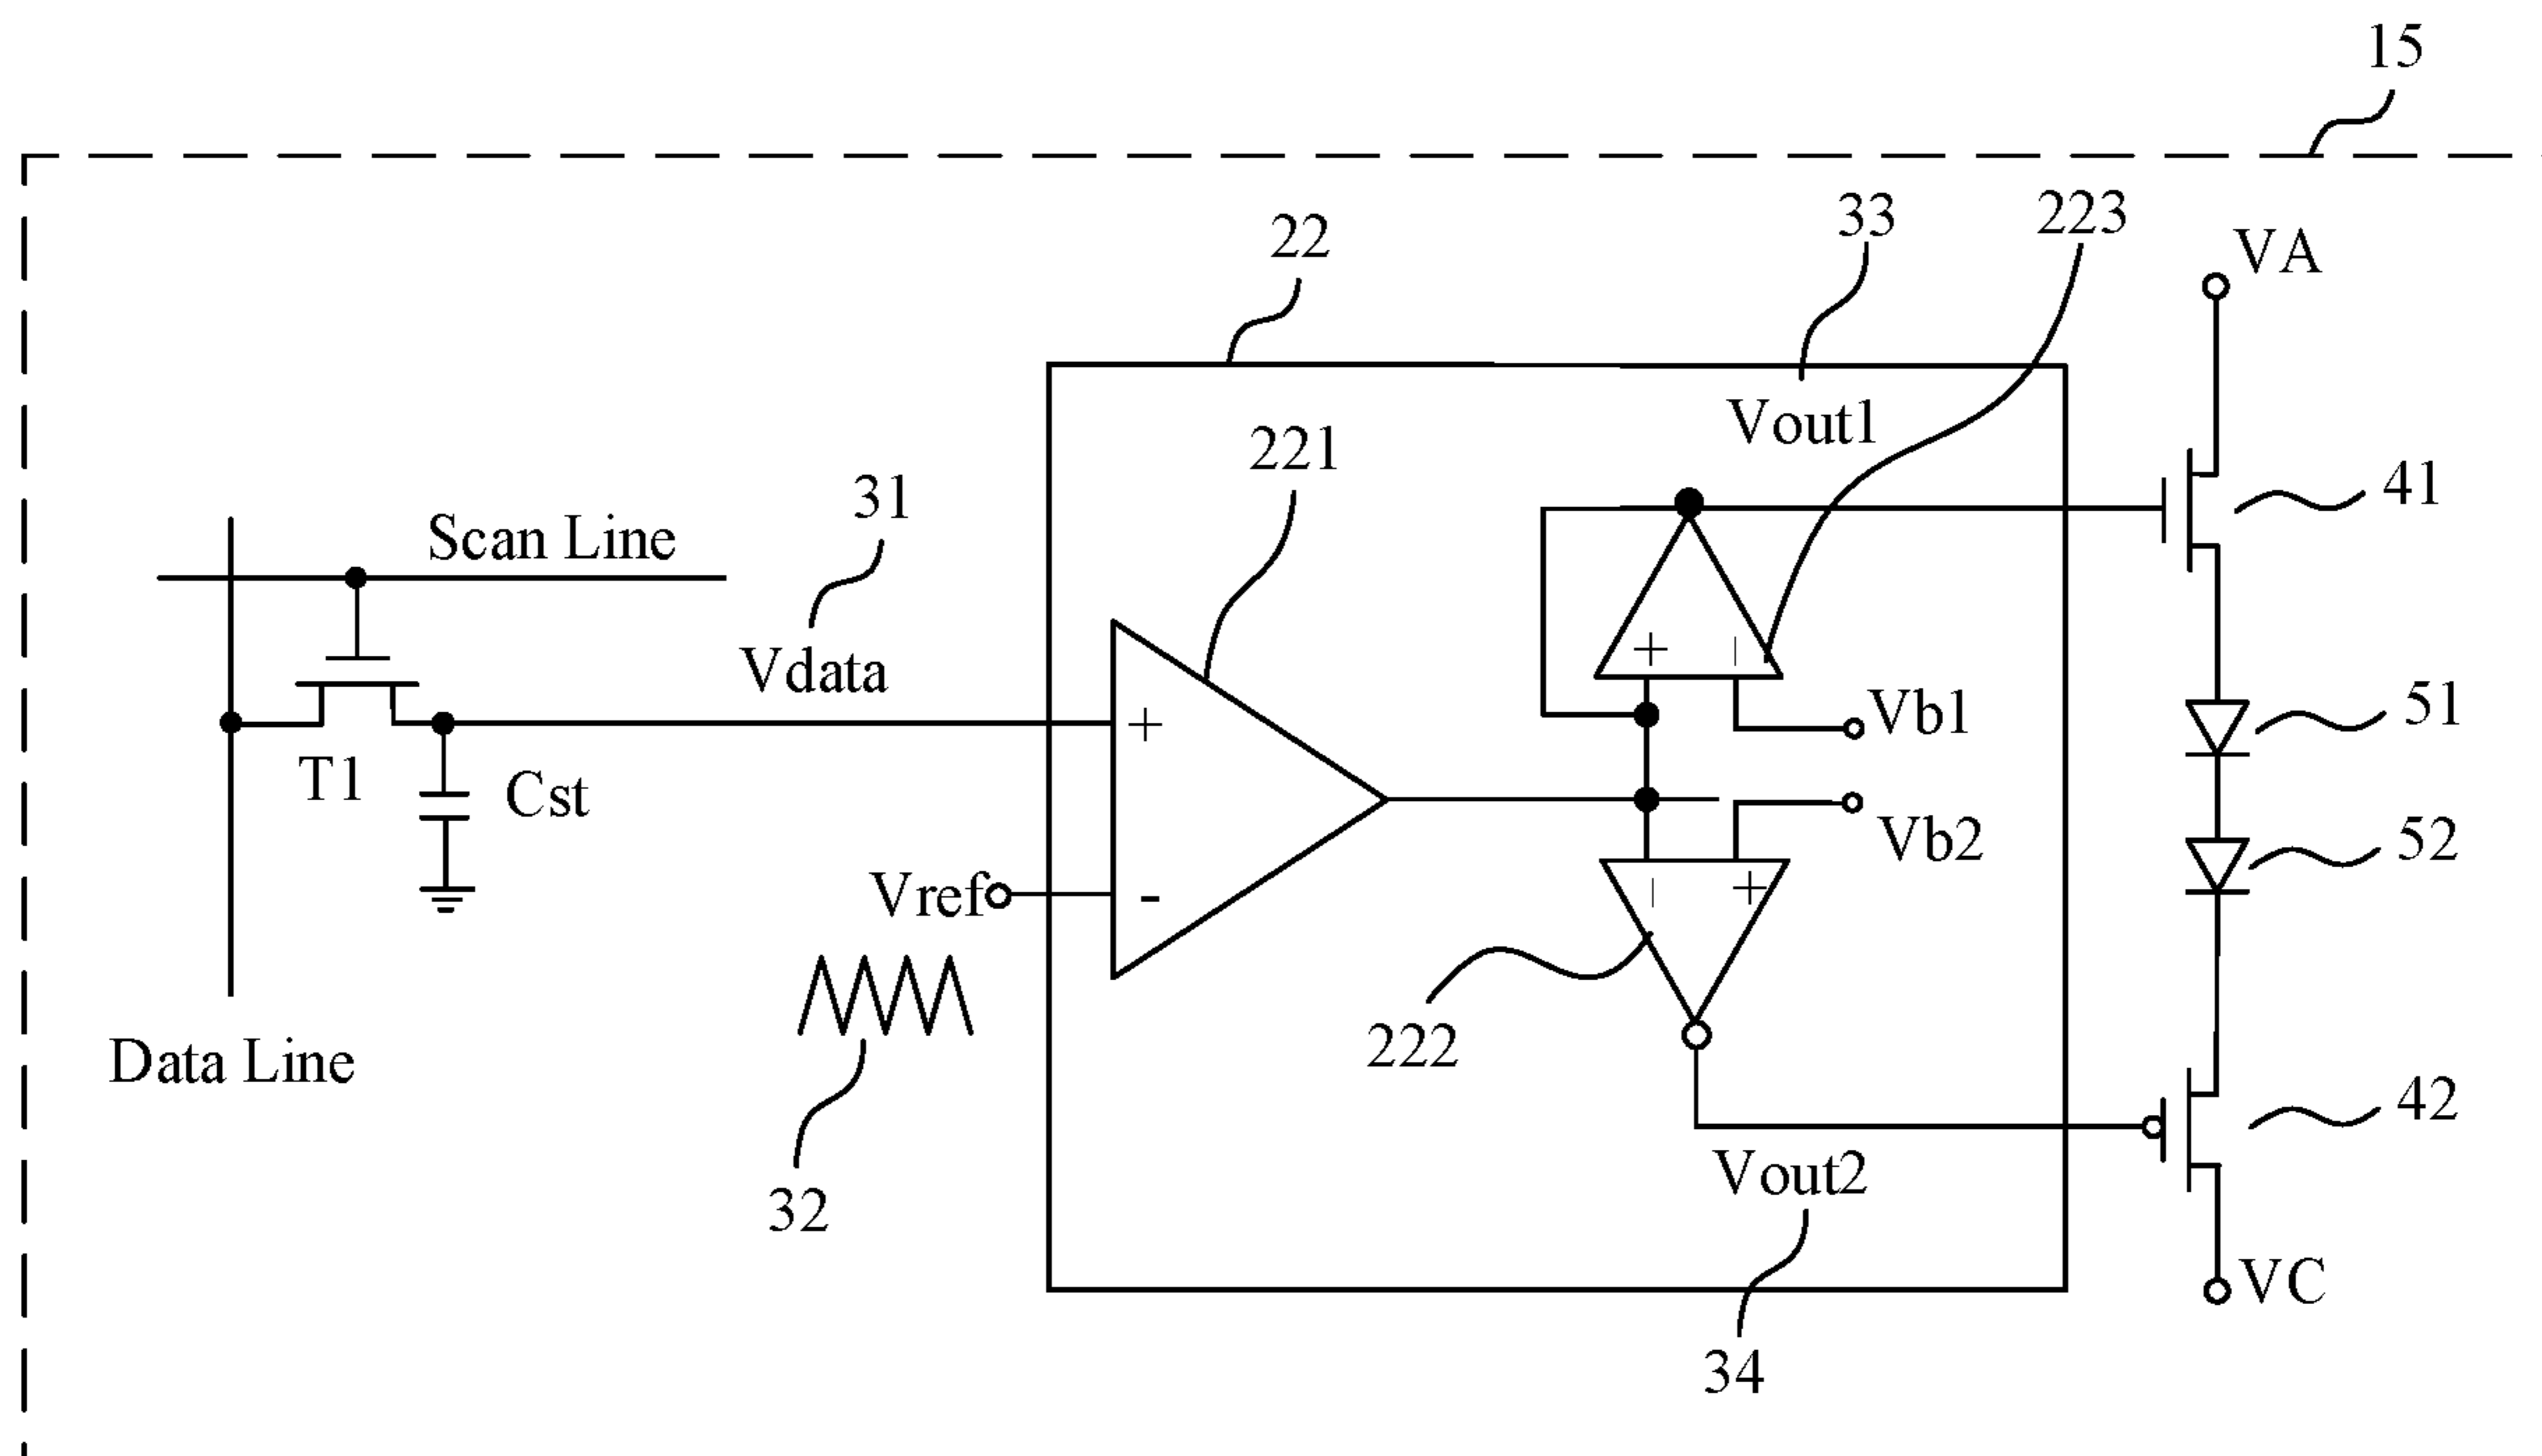 15
33
223
22
VA
Vout1
221
31
41
Scan Line
Vdata
+
-
51
Vb1
+
T1
Cst
Vb2
52
Vref
-
-
+
222
Data Line
42
Vout2
32
VC
34